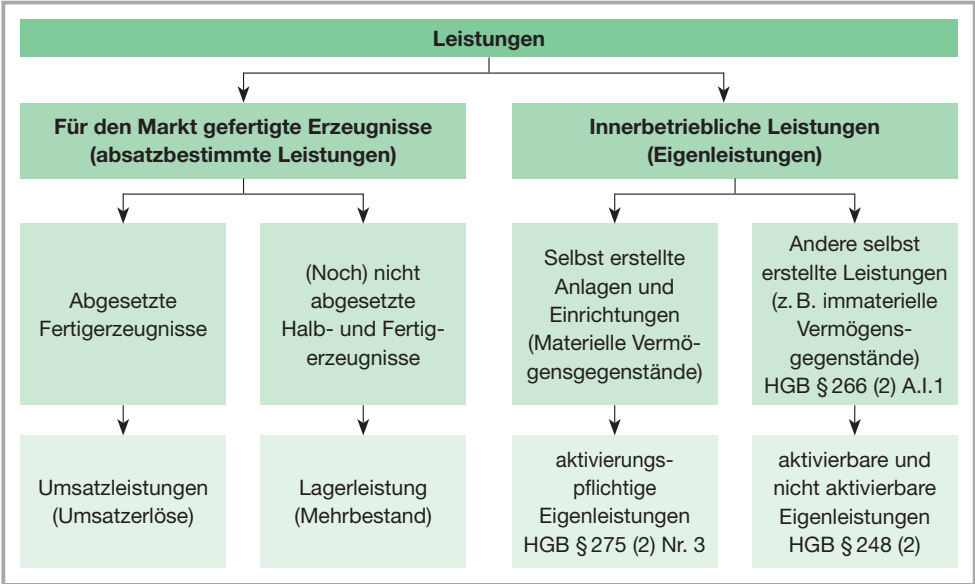 Leistungen
Für den Markt gefertigte Erzeugnisse
(absatzbestimmte Leistungen)
Innerbetriebliche Leistungen
(Eigenleistungen)
Abgesetzte
Fertigerzeugnisse
(Noch) nicht
abgesetzte
Halb- und Fertig-
erzeugnisse
Selbst erstellte
Anlagen und
Einrichtungen
(Materielle Vermö-
gensgegenstände)
Andere selbst
erstellte Leistungen
(z. B. immaterielle
Vermögens-
gegenstände)
HGB § 266 (2) A.I.1
Umsatzleistungen
(Umsatzerlöse)
Lagerleistung
(Mehrbestand)
aktivierungs-
pflichtige
Eigenleistungen
HGB § 275 (2) Nr. 3
aktivierbare und
nicht aktivierbare
Eigenleistungen
HGB § 248 (2)